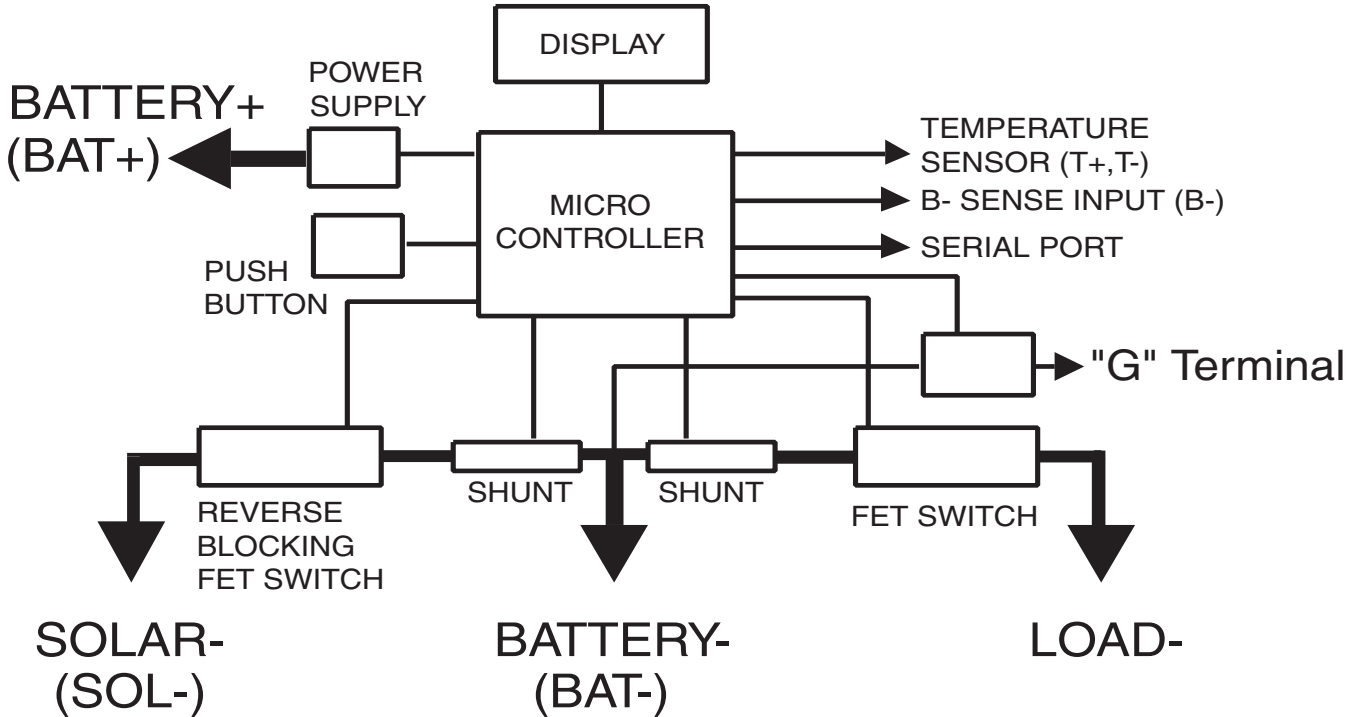 DISPLAY
POWER
SUPPLY
BATTERY+
(BAT+)
TEMPERATURE
SENSOR (T+,T-)
B- SENSE INPUT (B-)
SERIAL PORT
MICRO
CONTROLLER
PUSH
BUTTON
"G" Terminal
SHUNT
SHUNT
REVERSE
BLOCKING
FET SWITCH
FET SWITCH
SOLAR-
(SOL-)
BATTERY-
(BAT-)
LOAD-